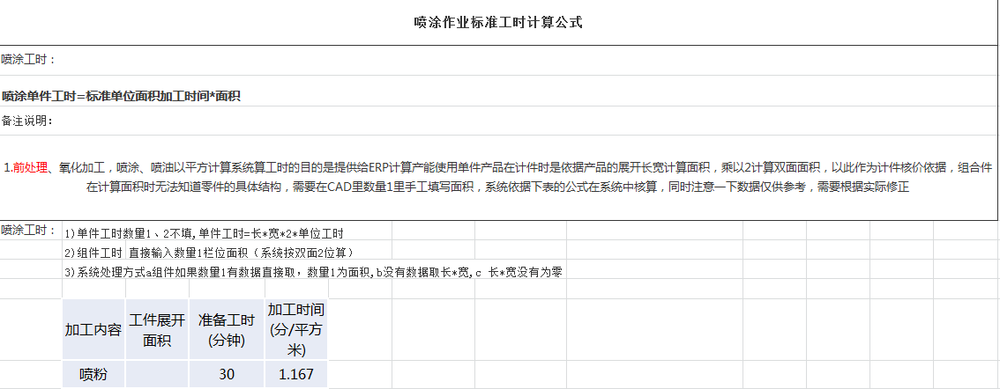 喷涂作业标准工时计算公式
喷涂工时：
喷涂单件工时=标准单位面积加工时间*面积
备注说明：
1.前处理、氧化加工，喷涂、喷油以平方计算系统算工时的目的是提供给ERP计算产能使用单件产品在计件时是依据产品的展开长宽计算面积，乘以2计算双面面积，以此作为计件核价依据，组合件
在计算面积时无法知道零件的具体结构，需要在CAD里数量1里手工填写面积，系统依据下表的公式在系统中核算，同时注意一下数据仅供参考，需要根据实际修正
喷涂工时：
1)单件工时数量1、2不填,单件工时=长*宽*2*单位工时
2)组件工时 直接输入数量1栏位面积（系统按双面2位算）
3)系统处理方式a组件如果数量1有数据直接取，数量1为面积,b没有数据取长*宽,c 长*宽没有为零
加工内容 工件展开面积 准备工时(分钟) 加工时间(分/平方米)
喷粉 30 1.167